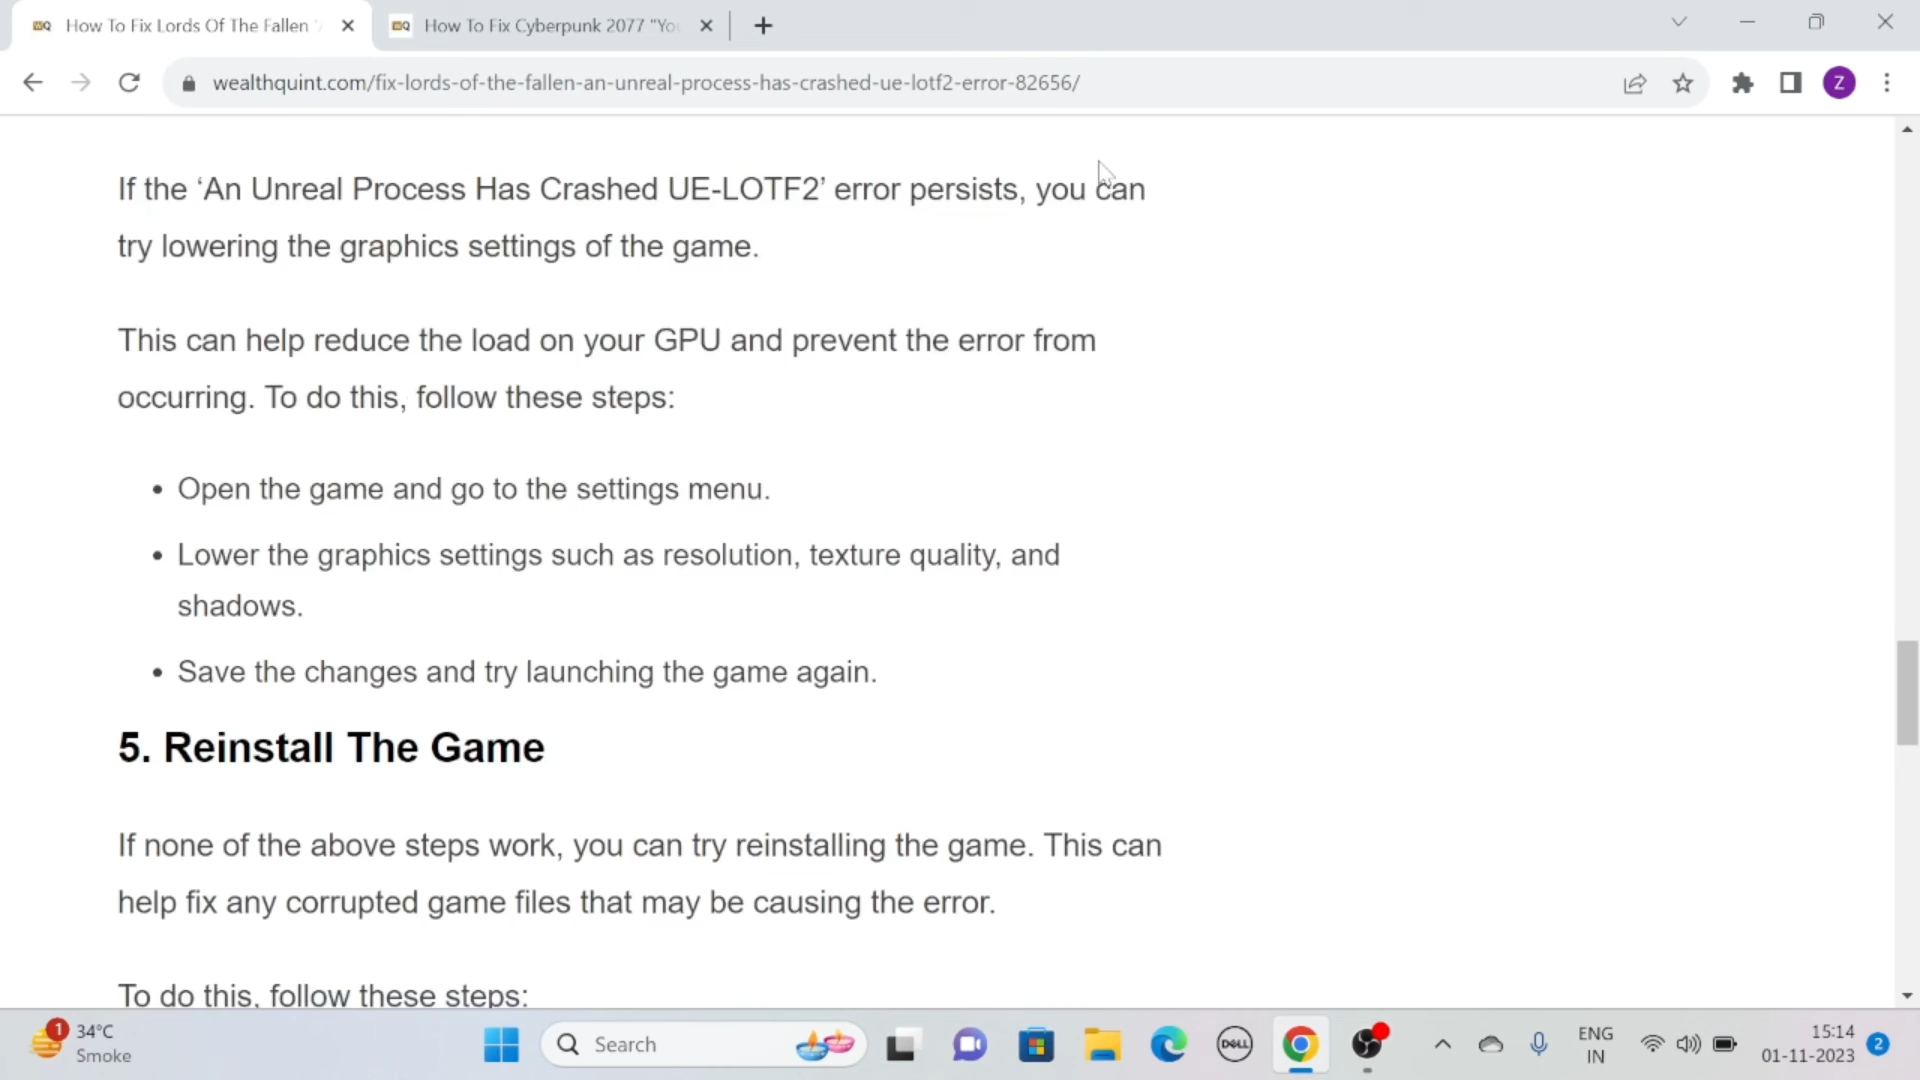 How To Fix Lords Of The Fallen
How To Fix Cyberpunk 2077 "You
wealthquint.com/fix-lords-of-the-fallen-an-unreal-process-has-crashed-ue-lotf2-error-82656/
Z
If the ‘An Unreal Process Has Crashed UE-LOTF2’ error persists, you can
try lowering the graphics settings of the game.
This can help reduce the load on your GPU and prevent the error from
occurring. To do this, follow these steps:
• Open the game and go to the settings menu.
• Lower the graphics settings such as resolution, texture quality, and
shadows.
• Save the changes and try launching the game again.
5. Reinstall The Game
If none of the above steps work, you can try reinstalling the game. This can
help fix any corrupted game files that may be causing the error.
To do this, follow these steps:
1
34°C
Smoke
Search
DELL
ENG
IN
15:14
01-11-2023
2